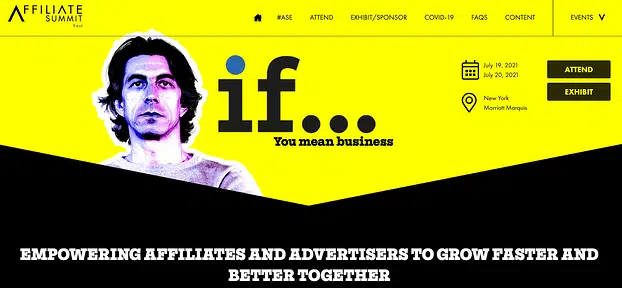 AFFILIATE
SUMMIT
East
#ASE
ATTEND
EXHIBIT/SPONSOR
COVID-19
FAQS
CONTENT
EVENTS
if...
You mean business
July 19, 2021
July 20, 2021
New York
Marriott Marquis
ATTEND
EXHIBIT
EMPOWERING AFFILIATES AND ADVERTISERS TO GROW FASTER AND
BETTER TOGETHER